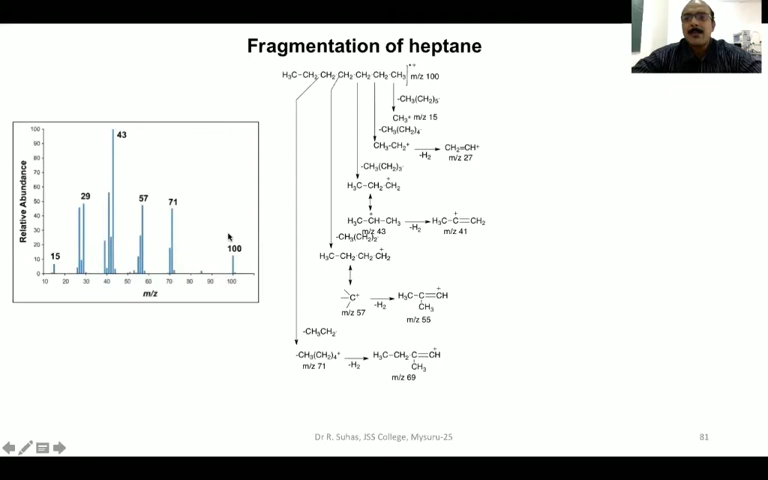 Fragmentation of heptane
H₃C-CH₂ CH₂ CH₂ CH₂ CH₂ CH₃ •+ m/z 100
-CH₃(CH₂)₅·
CH₃⁺ m/z 15
-CH₃(CH₂)₄·
CH₃-CH₂⁺ -H₂ CH₂=CH⁺
m/z 27
-CH₃(CH₂)₃·
H₃C-CH₂ CH₂ +
H₃C-CH-CH₃ + -H₂ H₃C-C=CH₂ +
m/z 43 m/z 41
-CH₃(CH₂)₂·
H₃C-CH₂ CH₂ CH₂ +
C⁺ -H₂ H₃C-C=CH +
CH₃
m/z 57
m/z 55
-CH₃CH₂·
-CH₃(CH₂)₄⁺ -H₂ H₃C-CH₂ C=CH +
m/z 71 CH₃
m/z 69
Relative Abundance
100
90
80
70
60
50
40
30
20
10
0
15
29
43
57
71
100
10 20 30 40 50 60 70 80 90 100
m/z
Dr R. Suhas, JSS College, Mysuru-25
81